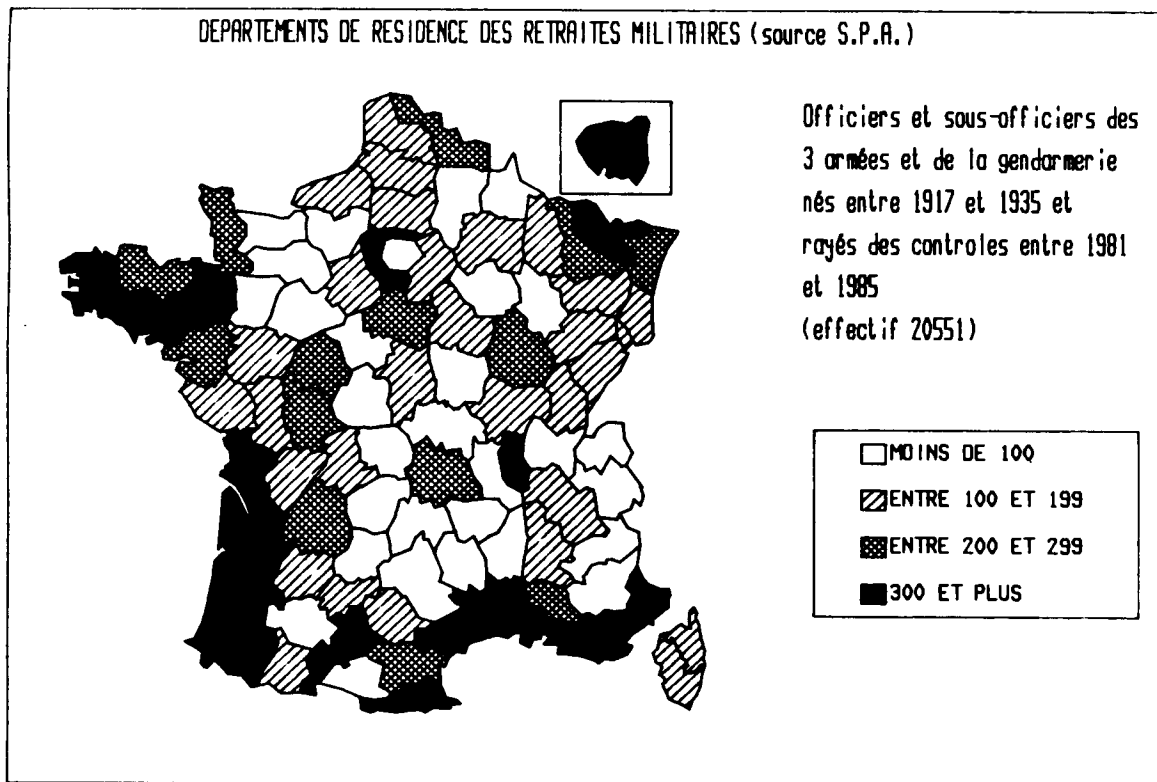 DEPARTEMENTS DE RESIDENCE DES RETRAITES MILITAIRES (source S.P.A.)
Officiers et sous-officiers des
3 armées et de la gendarmerie
nés entre 1917 et 1935 et
rayés des controles entre 1981
et 1985
(effectif 20551)
MOINS DE 100
ENTRE 100 ET 199
ENTRE 200 ET 299
300 ET PLUS